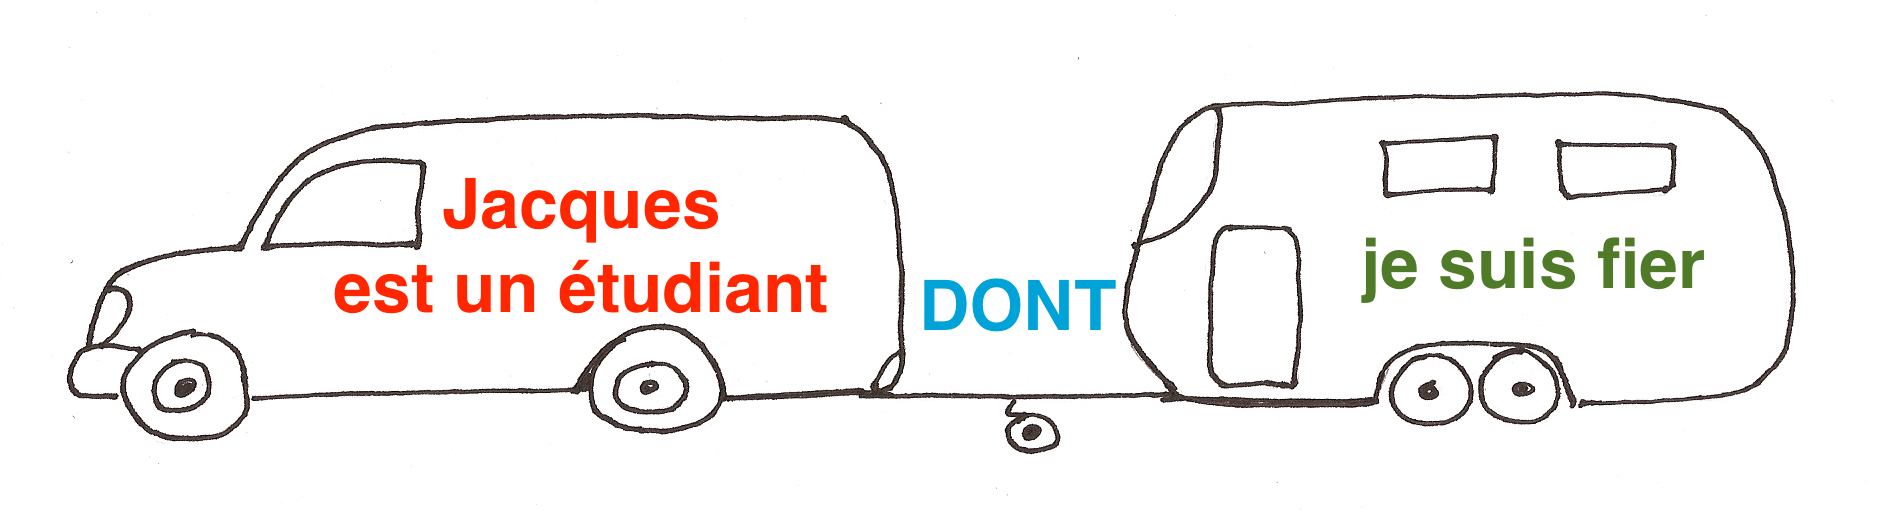 Jacques
est un étudiant
DONT
je suis fier